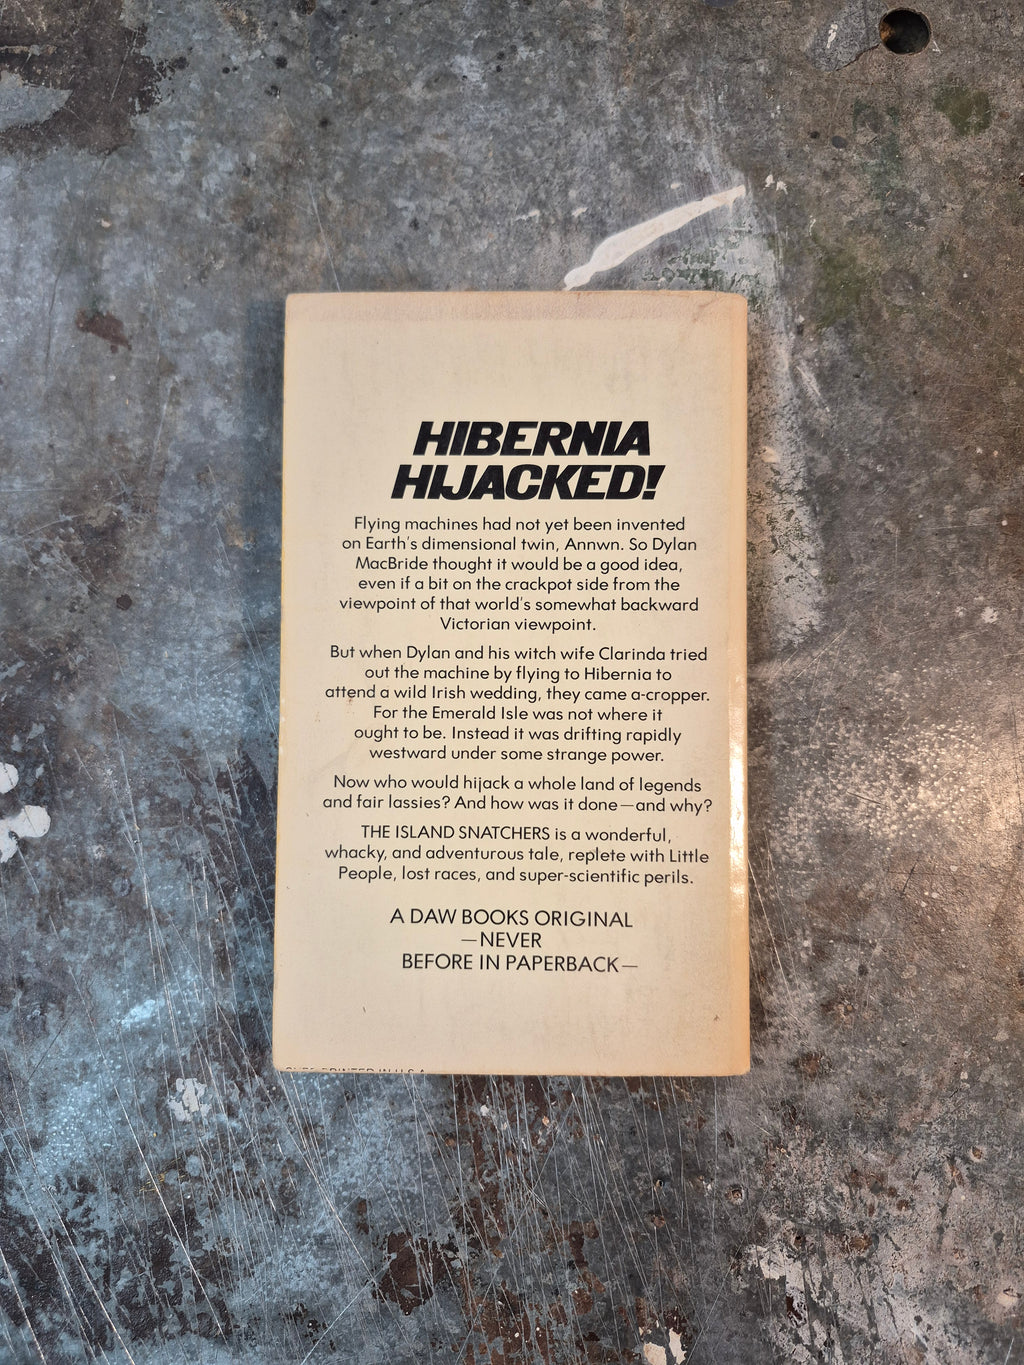 HIBERNIA
HIJACKED!
Flying machines had not yet been invented
on Earth's dimensional twin, Annwn. So Dylan
MacBride thought it would be a good idea,
even if a bit on the crackpot side from the
viewpoint of that world's somewhat backward
Victorian viewpoint.
But when Dylan and his witch wife Clarinda tried
out the machine by flying to Hibernia to
attend a wild Irish wedding, they came a-cropper.
For the Emerald Isle was not where it
ought to be. Instead it was drifting rapidly
westward under some strange power.
Now who would hijack a whole land of legends
and fair lassies? And how was it done—and why?
THE ISLAND SNATCHERS is a wonderful,
whacky, and adventurous tale, replete with Little
People, lost races, and super-scientific perils.
A DAW BOOKS ORIGINAL
—NEVER
BEFORE IN PAPERBACK—
PRINTED IN U.S.A.